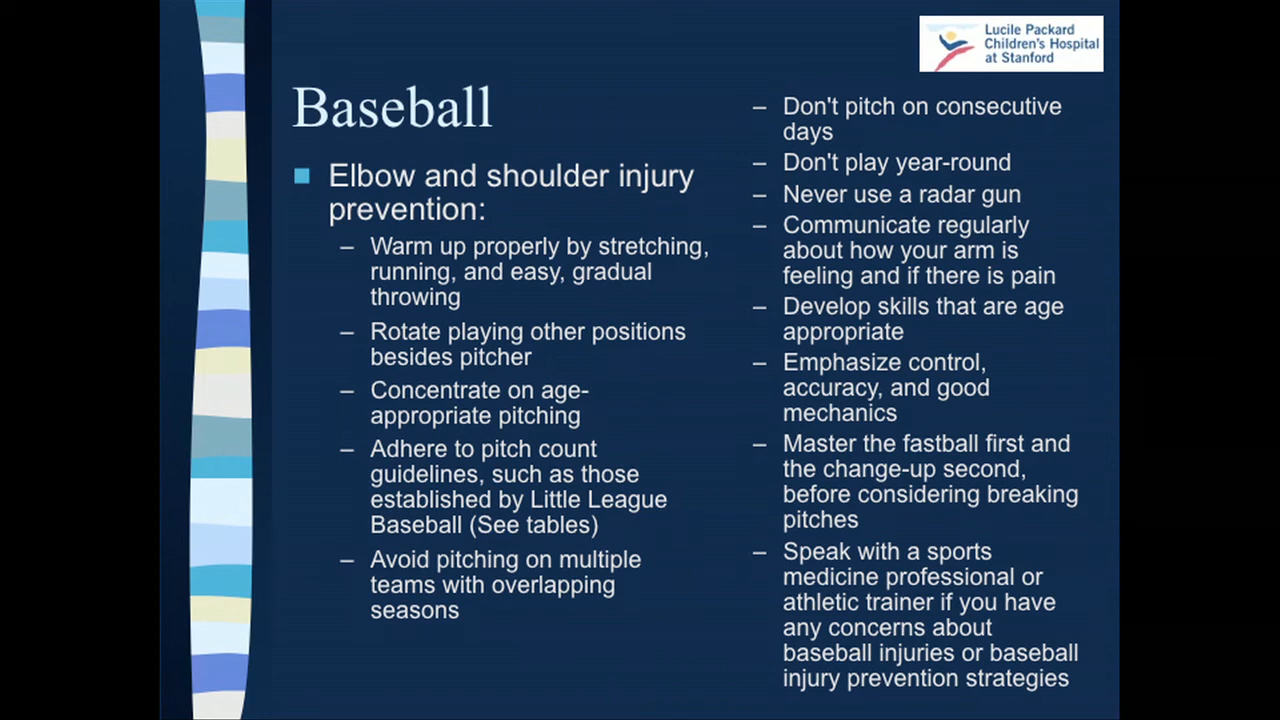 Lucile Packard
Children's Hospital
at Stanford
Baseball
■ Elbow and shoulder injury
prevention:
– Warm up properly by stretching,
running, and easy, gradual
throwing
– Rotate playing other positions
besides pitcher
– Concentrate on age-
appropriate pitching
– Adhere to pitch count
guidelines, such as those
established by Little League
Baseball (See tables)
– Avoid pitching on multiple
teams with overlapping
seasons
– Don't pitch on consecutive
days
– Don't play year-round
– Never use a radar gun
– Communicate regularly
about how your arm is
feeling and if there is pain
– Develop skills that are age
appropriate
– Emphasize control,
accuracy, and good
mechanics
– Master the fastball first and
the change-up second,
before considering breaking
pitches
– Speak with a sports
medicine professional or
athletic trainer if you have
any concerns about
baseball injuries or baseball
injury prevention strategies